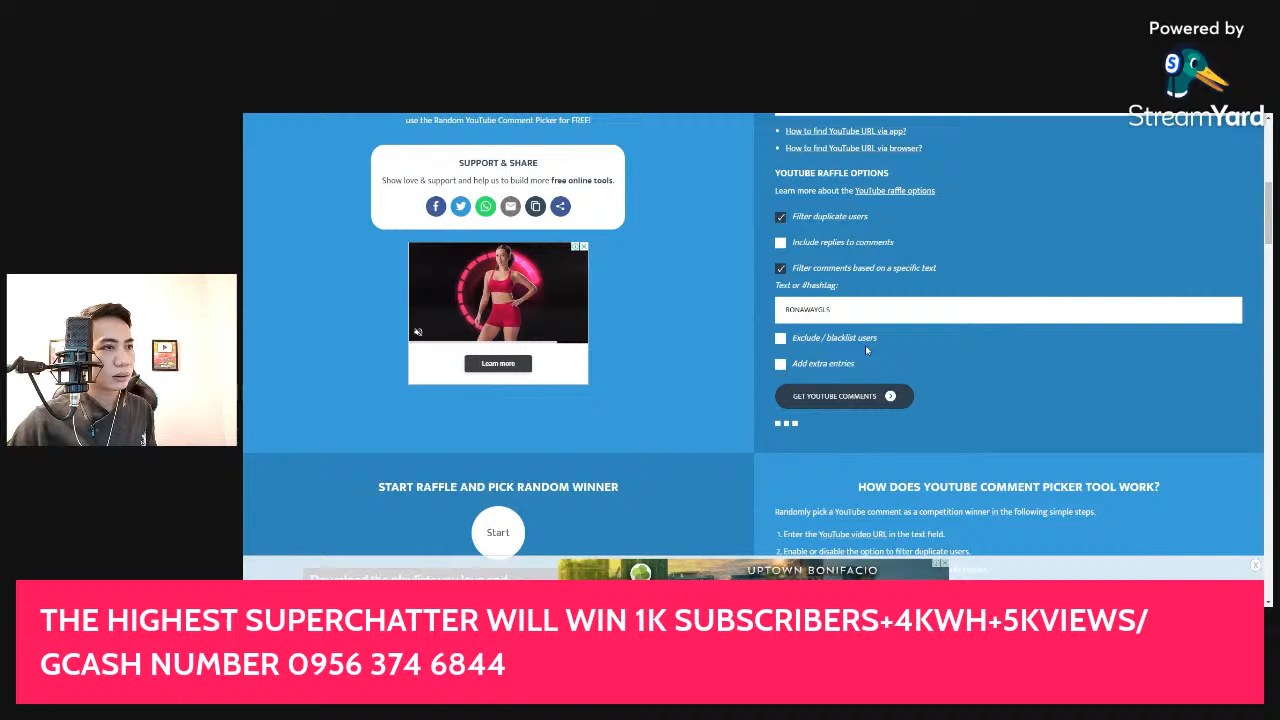 Powered by
StreamYard
use the Random YouTube Comment Picker for FREE!
SUPPORT & SHARE
Show love & support and help us to build more free online tools.
Learn more
How to find YouTube URL via app?
How to find YouTube URL via browser?
YOUTUBE RAFFLE OPTIONS
Learn more about the YouTube raffle options
Filter duplicate users
Include replies to comments
Filter comments based on a specific text
Text or #hashtag:
RONAWAYGLS
Exclude / blacklist users
Add extra entries
GET YOUTUBE COMMENTS
START RAFFLE AND PICK RANDOM WINNER
Start
HOW DOES YOUTUBE COMMENT PICKER TOOL WORK?
Randomly pick a YouTube comment as a competition winner in the following simple steps.
1. Enter the YouTube video URL in the text field.
2. Enable or disable the option to filter duplicate users.
UPTOWN BONIFACIO
THE HIGHEST SUPERCHATTER WILL WIN 1K SUBSCRIBERS+4KWH+5KVIEWS/
GCASH NUMBER 0956 374 6844